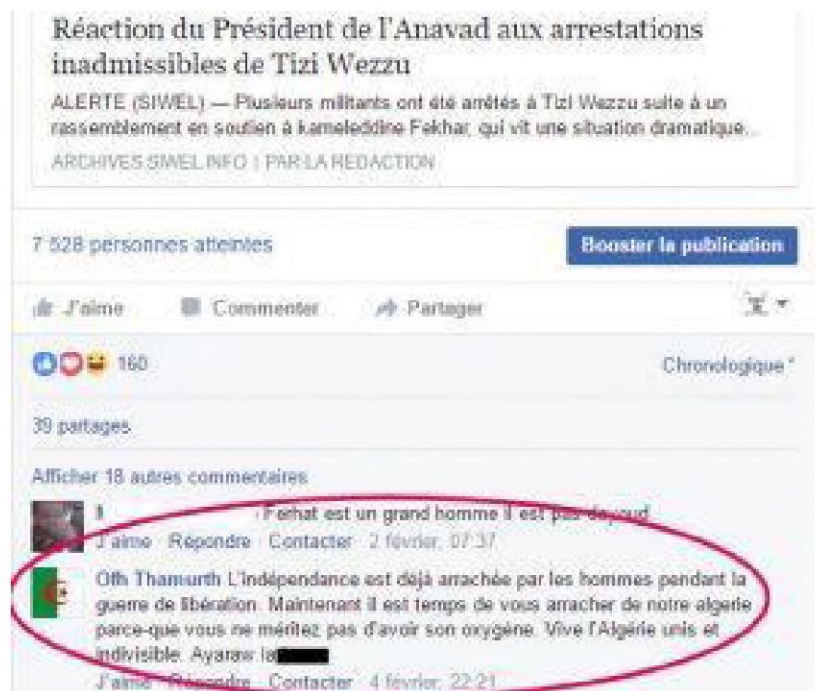 Réaction du Président de l'Anavad aux arrestations
inadmissibles de Tizi Wezzu
ALERTE (SIWEL) — Plusieurs militants ont été arrêtés à Tizi Wezzu suite à un
rassemblement en soutien à kameleddine Fekhar, qui vit une situation dramatique...
ARCHIVES.SIWEL.INFO | PAR LA RÉDACTION
7 528 personnes atteintes
Booster la publication
J'aime Commenter Partager
160
Chronologique
39 partages
Afficher 18 autres commentaires
Ferhat est un grand homme il est pas dayoud
J'aime · Répondre · Contacter · 2 février, 07:37
Ofh Thamurth L'indépendance est déjà arrachée par les hommes pendant la
guerre de libération. Maintenant il est temps de vous arracher de notre algerie
parce-que vous ne méritez pas d'avoir son oxygène. Vive l'Algérie unis et
indivisible. Ayaraw la
J'aime · Répondre · Contacter · 4 février, 22:21